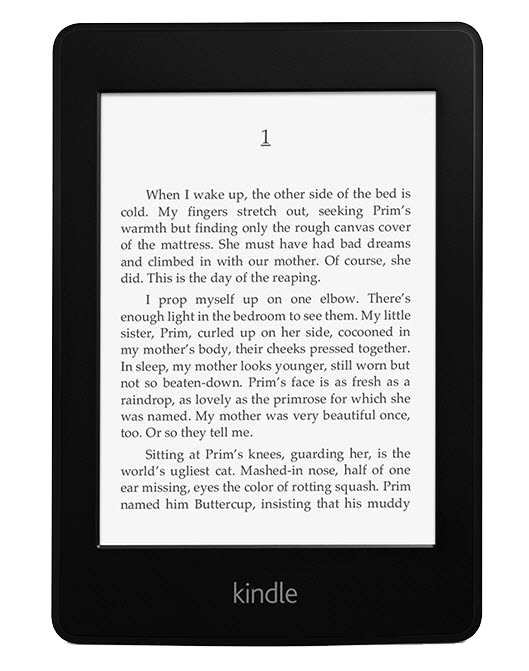 1
When I wake up, the other side of the bed is
cold. My fingers stretch out, seeking Prim's
warmth but finding only the rough canvas cover
of the mattress. She must have had bad dreams
and climbed in with our mother. Of course, she
did. This is the day of the reaping.
I prop myself up on one elbow. There's
enough light in the bedroom to see them. My little
sister, Prim, curled up on her side, cocooned in
my mother's body, their cheeks pressed together.
In sleep, my mother looks younger, still worn but
not so beaten-down. Prim's face is as fresh as a
raindrop, as lovely as the primrose for which she
was named. My mother was very beautiful once,
too. Or so they tell me.
Sitting at Prim's knees, guarding her, is the
world's ugliest cat. Mashed-in nose, half of one
ear missing, eyes the color of rotting squash. Prim
named him Buttercup, insisting that his muddy
kindle